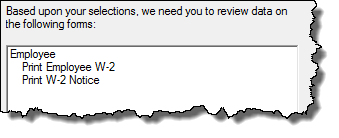 Based upon your selections, we need you to review data on
the following forms:
Employee
Print Employee W-2
Print W-2 Notice